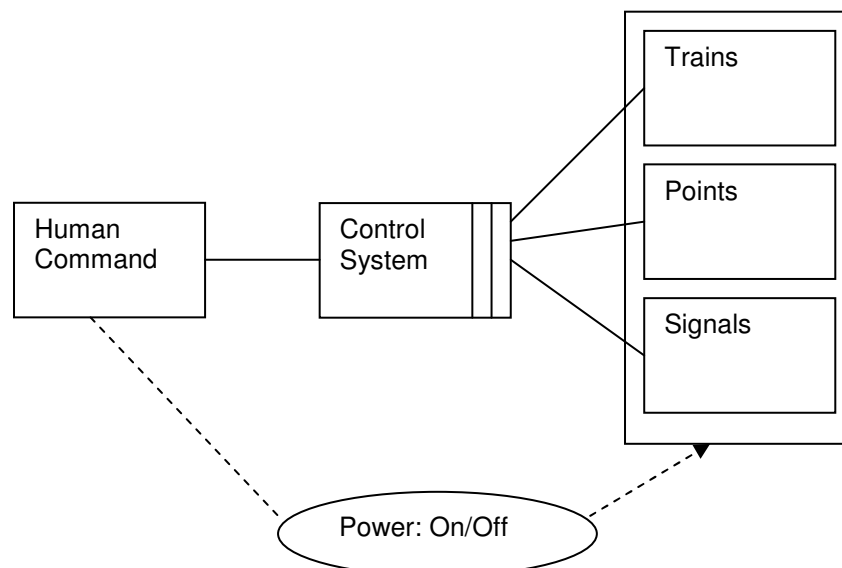 Trains
Points
Human
Command
Control
System
Signals
Power: On/Off